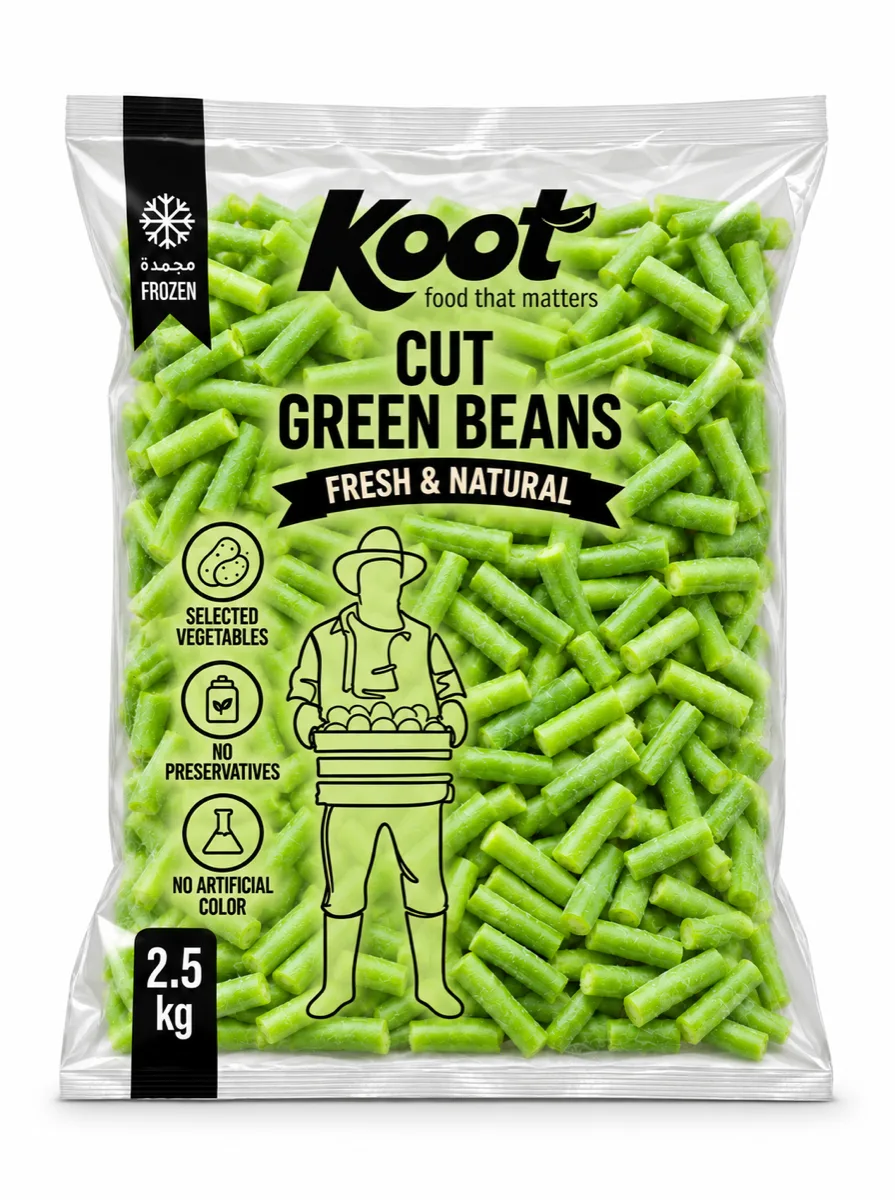 مجمدة
FROZEN
Koot
food that matters
CUT
GREEN BEANS
FRESH & NATURAL
SELECTED
VEGETABLES
NO
PRESERVATIVES
NO ARTIFICIAL
COLOR
2.5
kg